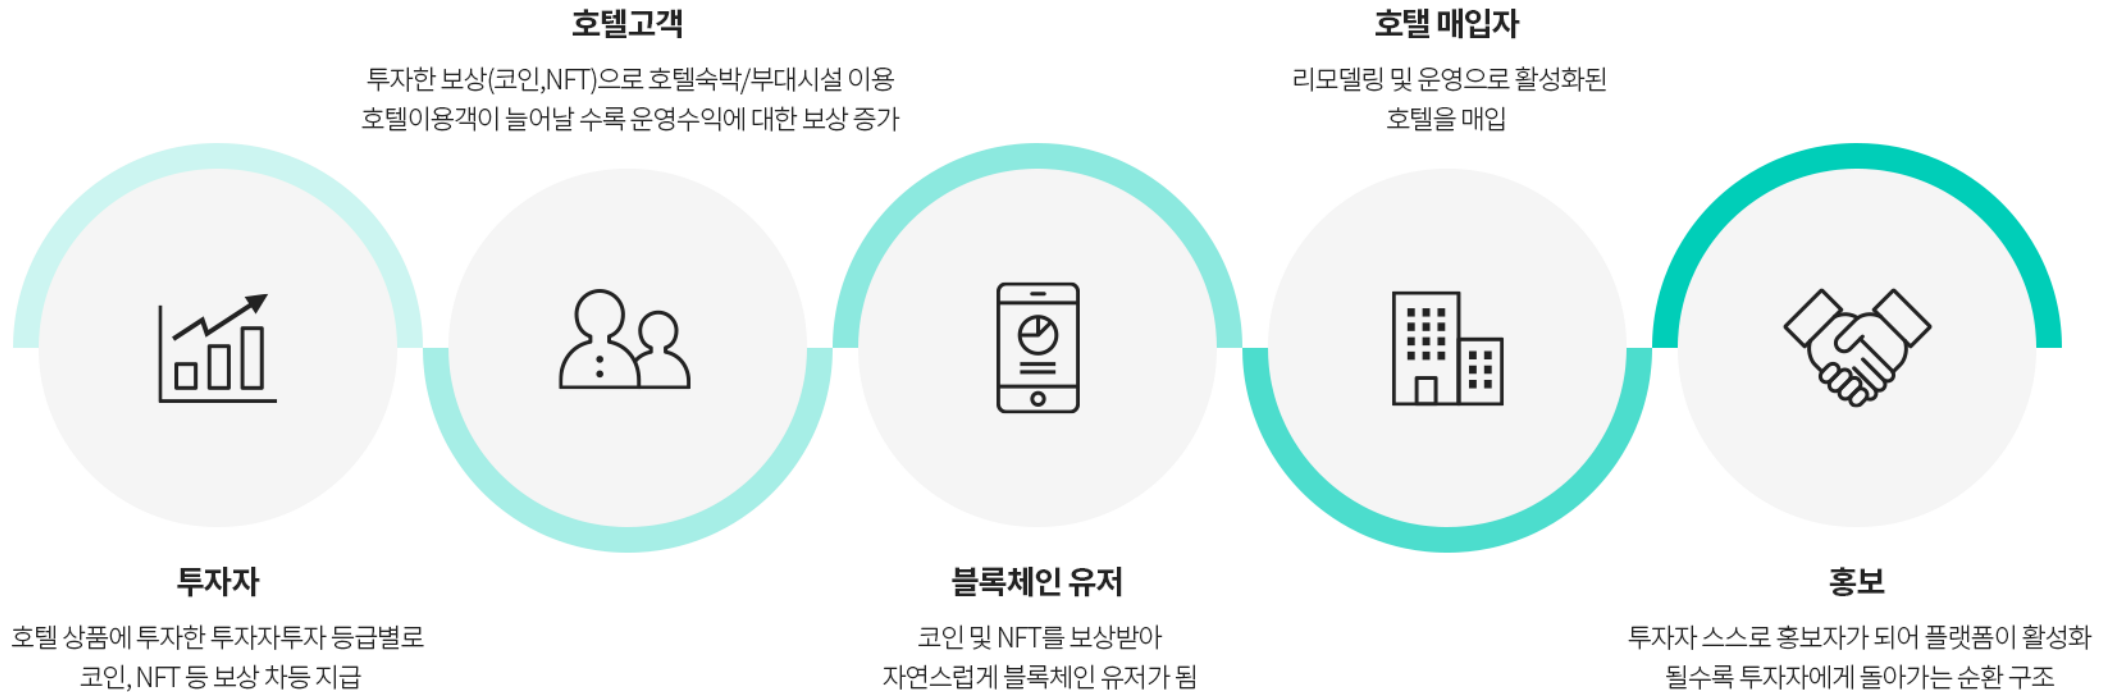 호텔고객
투자한 보상(코인,NFT)으로 호텔숙박/부대시설 이용
호텔이용객이 늘어날 수록 운영수익에 대한 보상 증가
호탤 매입자
리모델링 및 운영으로 활성화된
호텔을 매입
투자자
호텔 상품에 투자한 투자자투자 등급별로
코인, NFT 등 보상 차등 지급
블록체인 유저
코인 및 NFT를 보상받아
자연스럽게 블록체인 유저가 됨
홍보
투자자 스스로 홍보자가 되어 플랫폼이 활성화
될수록 투자자에게 돌아가는 순환 구조